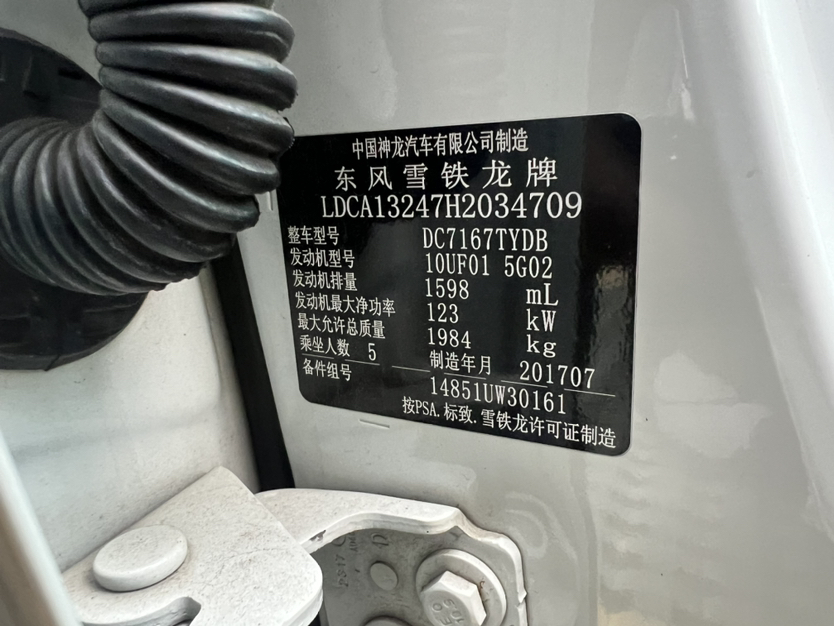 中国神龙汽车有限公司制造
东风雪铁龙牌
LDCA13247H2034709
整车型号 DC7167TYDB
发动机型号 10UF01 5G02
发动机排量 1598 mL
发动机最大净功率 123 kW
最大允许总质量 1984 kg
乘坐人数 5 制造年月 201707
备件组号 14851UW30161
按PSA.标致.雪铁龙许可证制造